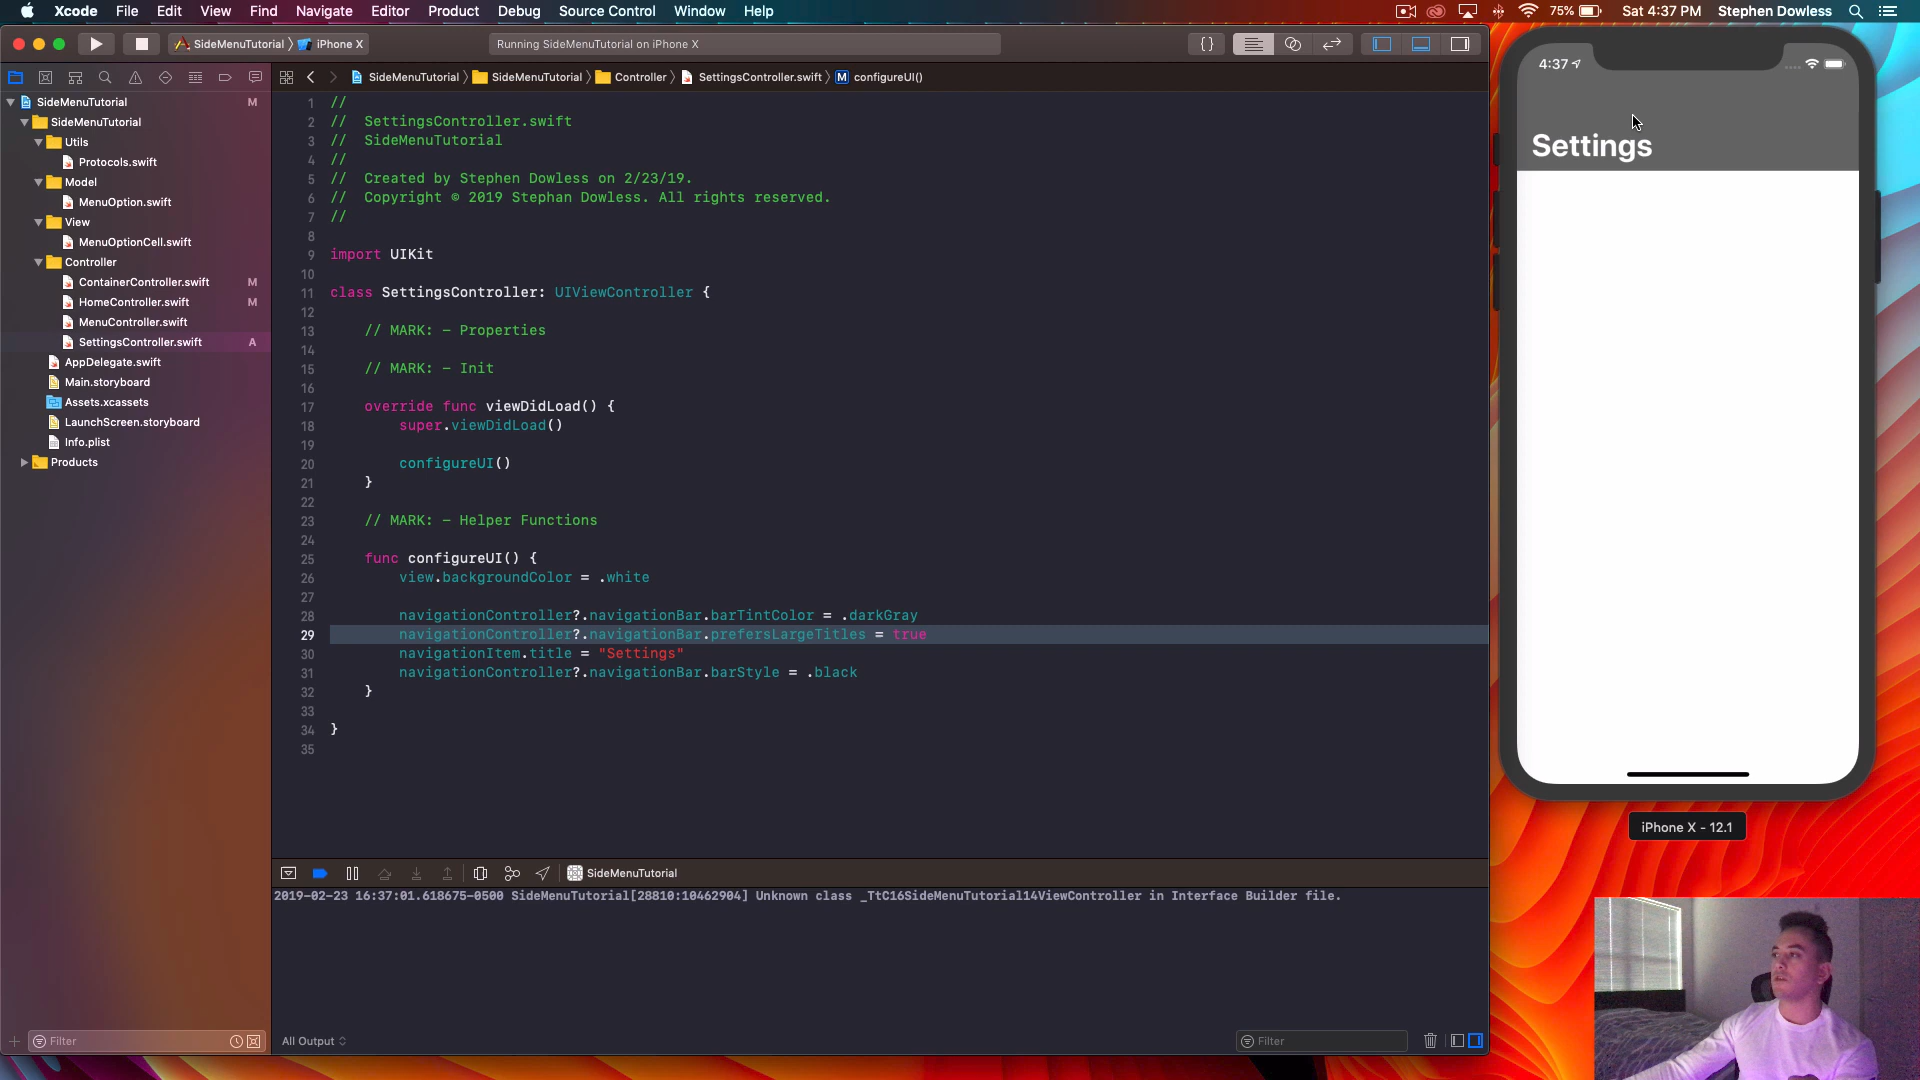 Xcode File Edit View Find Navigate Editor Product Debug Source Control Window Help
75% Sat 4:37 PM Stephen Dowless
SideMenuTutorial iPhone X
Running SideMenuTutorial on iPhone X
{ }
SideMenuTutorial SideMenuTutorial Controller SettingsController.swift M configureUI()
SideMenuTutorial M
SideMenuTutorial
Utils
Protocols.swift
Model
MenuOption.swift
View
MenuOptionCell.swift
Controller
ContainerController.swift M
HomeController.swift M
MenuController.swift
SettingsController.swift A
AppDelegate.swift
Main.storyboard
Assets.xcassets
LaunchScreen.storyboard
Info.plist
Products
Filter
1 //
2 //  SettingsController.swift
3 //  SideMenuTutorial
4 //
5 //  Created by Stephen Dowless on 2/23/19.
6 //  Copyright © 2019 Stephan Dowless. All rights reserved.
7 //
8
9 import UIKit
10
11 class SettingsController: UIViewController {
12
13     // MARK: - Properties
14
15     // MARK: - Init
16
17     override func viewDidLoad() {
18         super.viewDidLoad()
19
20         configureUI()
21     }
22
23     // MARK: - Helper Functions
24
25     func configureUI() {
26         view.backgroundColor = .white
27
28         navigationController?.navigationBar.barTintColor = .darkGray
29         navigationController?.navigationBar.prefersLargeTitles = true
30         navigationItem.title = "Settings"
31         navigationController?.navigationBar.barStyle = .black
32     }
33
34 }
35
SideMenuTutorial
2019-02-23 16:37:01.618675-0500 SideMenuTutorial[28810:10462904] Unknown class _TtC16SideMenuTutorial14ViewController in Interface Builder file.
All Output
Filter
4:37
Settings
iPhone X - 12.1